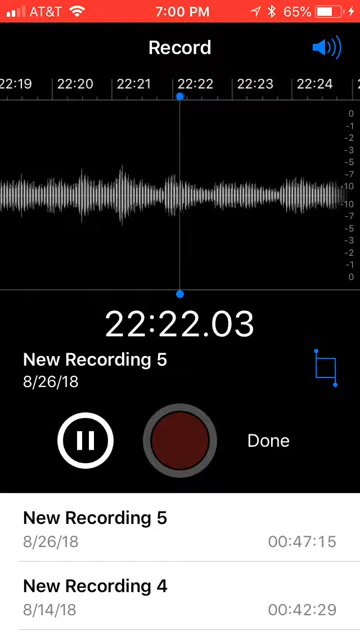 AT&T 7:00 PM 65%
Record
22:19 22:20 22:21 22:22 22:23 22:24 2
0
-1
-2
-3
-5
-7
-10
-10
-7
-5
-3
-2
-1
0
22:22.03
New Recording 5
8/26/18
Done
New Recording 5
8/26/18 00:47:15
New Recording 4
8/14/18 00:42:29